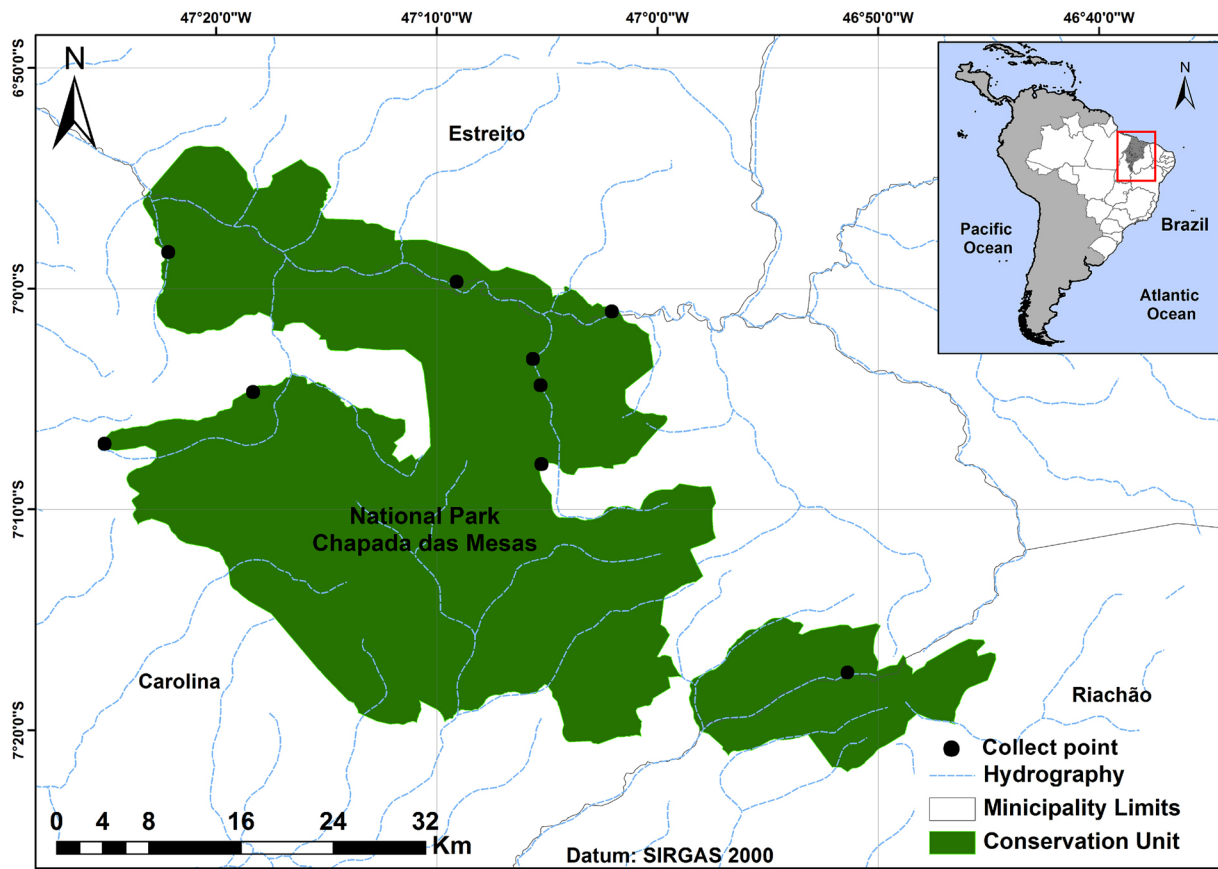 47°20'0"W 47°10'0"W 47°0'0"W 46°50'0"W 46°40'0"W
6°50'0"S
7°0'0"S
7°10'0"S
7°20'0"S
N
Estreito
N
Pacific
Ocean
Brazil
Atlantic
Ocean
National Park
Chapada das Mesas
Carolina
Riachão
Collect point
Hydrography
Minicipality Limits
Conservation Unit
0 4 8 16 24 32
Km
Datum: SIRGAS 2000